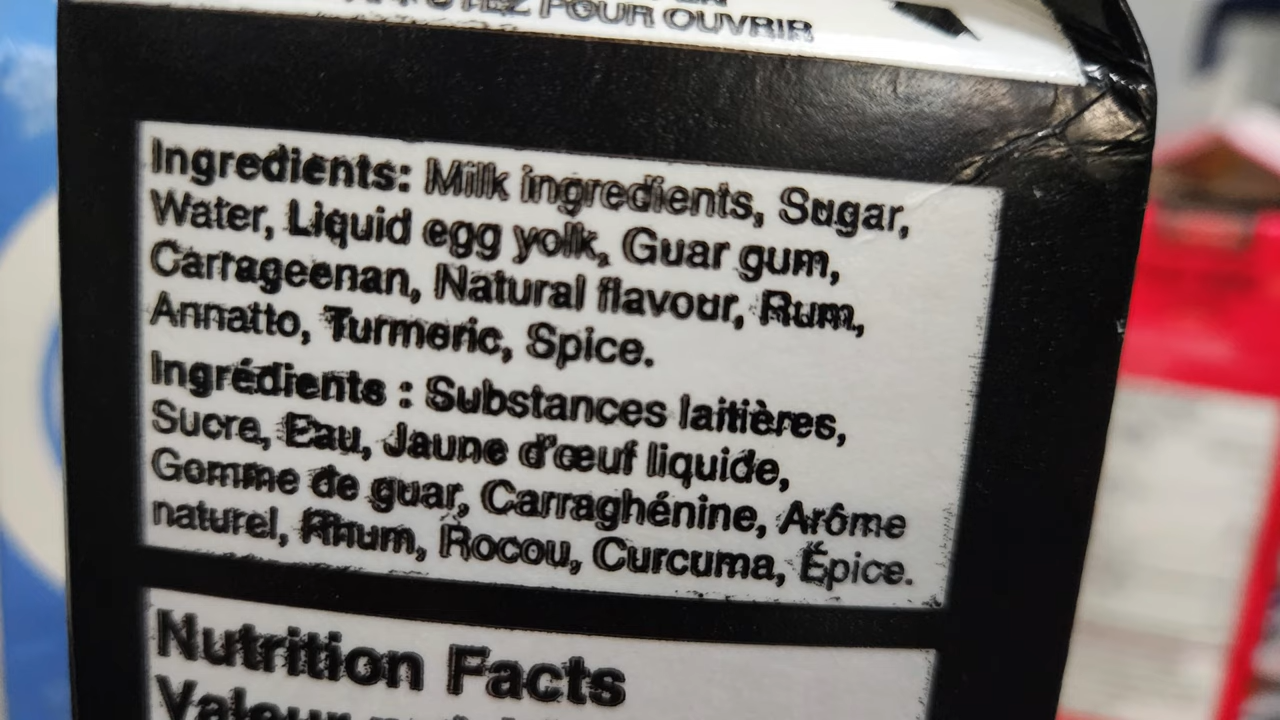 POUR OUVRIR
Ingredients: Milk ingredients, Sugar,
Water, Liquid egg yolk, Guar gum,
Carrageenan, Natural flavour, Rum,
Annatto, Turmeric, Spice.
Ingrédients : Substances laitières,
Sucre, Eau, Jaune d'œuf liquide,
Gomme de guar, Carraghénine, Arôme
naturel, Rhum, Rocou, Curcuma, Épice.
Nutrition Facts
Valeur